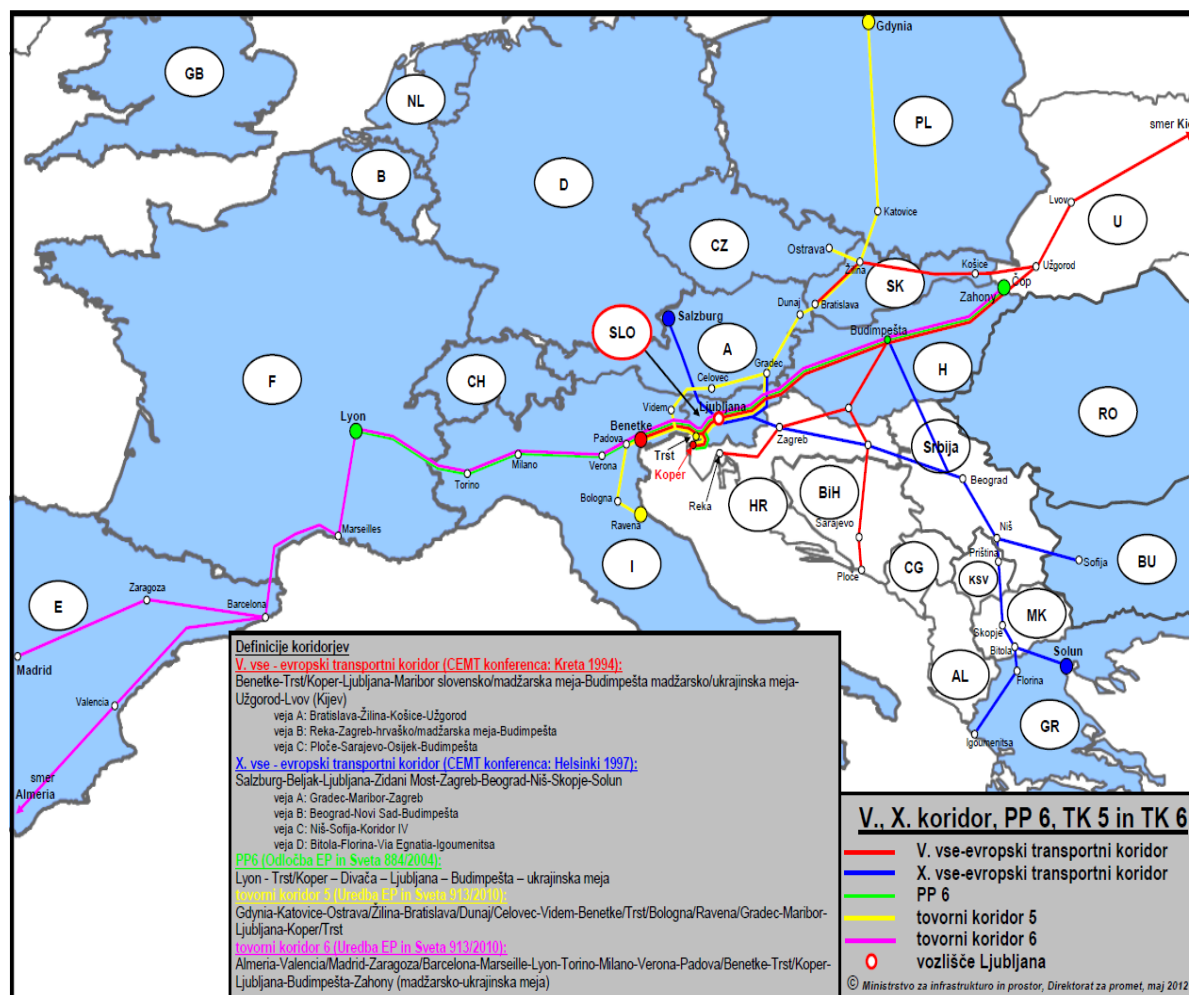 Gdynia
GB
NL
PL
smer Kie
B
D
Katovice
Lvov
U
CZ
Ostrava
Žilina
Košice
Užgorod
SK
Čop
Zahony
Dunaj
Bratislava
Salzburg
SLO
A
Budimpešta
H
F
CH
Celovec
Gradec
Videm
Ljubljana
RO
Lyon
Benetke
Padova
Zagreb
Srbija
Milano
Verona
Trst
Koper
Torino
Beograd
Bologna
Reka
HR
BiH
Ravena
Sarajevo
Marseilles
Niš
Priština
Sofija
BU
I
Ploče
CG
KSV
E
Zaragoza
Barcelona
MK
Skopje
Bitola
Solun
Madrid
AL
Florina
Valencia
GR
Igoumenitsa
smer
Almeria
Definicije koridorjev
V. vse - evropski transportni koridor (CEMT konferenca: Kreta 1994):
Benetke-Trst/Koper-Ljubljana-Maribor slovensko/madžarska meja-Budimpešta madžarsko/ukrajinska meja-
Užgorod-Lvov (Kijev)
veja A: Bratislava-Žilina-Košice-Užgorod
veja B: Reka-Zagreb-hrvaško/madžarska meja-Budimpešta
veja C: Ploče-Sarajevo-Osijek-Budimpešta
X. vse - evropski transportni koridor (CEMT konferenca: Helsinki 1997):
Salzburg-Beljak-Ljubljana-Zidani Most-Zagreb-Beograd-Niš-Skopje-Solun
veja A: Gradec-Maribor-Zagreb
veja B: Beograd-Novi Sad-Budimpešta
veja C: Niš-Sofija-Koridor IV
veja D: Bitola-Florina-Via Egnatia-Igoumenitsa
PP6 (Odločba EP in Sveta 884/2004):
Lyon - Trst/Koper – Divača – Ljubljana – Budimpešta – ukrajinska meja
tovorni koridor 5 (Uredba EP in Sveta 913/2010):
Gdynia-Katovice-Ostrava/Žilina-Bratislava/Dunaj/Celovec-Videm-Benetke/Trst/Bologna/Ravena/Gradec-Maribor-
Ljubljana-Koper/Trst
tovorni koridor 6 (Uredba EP in Sveta 913/2010):
Almeria-Valencia/Madrid-Zaragoza/Barcelona-Marseille-Lyon-Torino-Milano-Verona-Padova/Benetke-Trst/Koper-
Ljubljana-Budimpešta-Zahony (madžarsko-ukrajinska meja)
V., X. koridor, PP 6, TK 5 in TK 6
V. vse-evropski transportni koridor
X. vse-evropski transportni koridor
PP 6
tovorni koridor 5
tovorni koridor 6
vozlišče Ljubljana
© Ministrstvo za infrastrukturo in prostor, Direktorat za promet, maj 2012